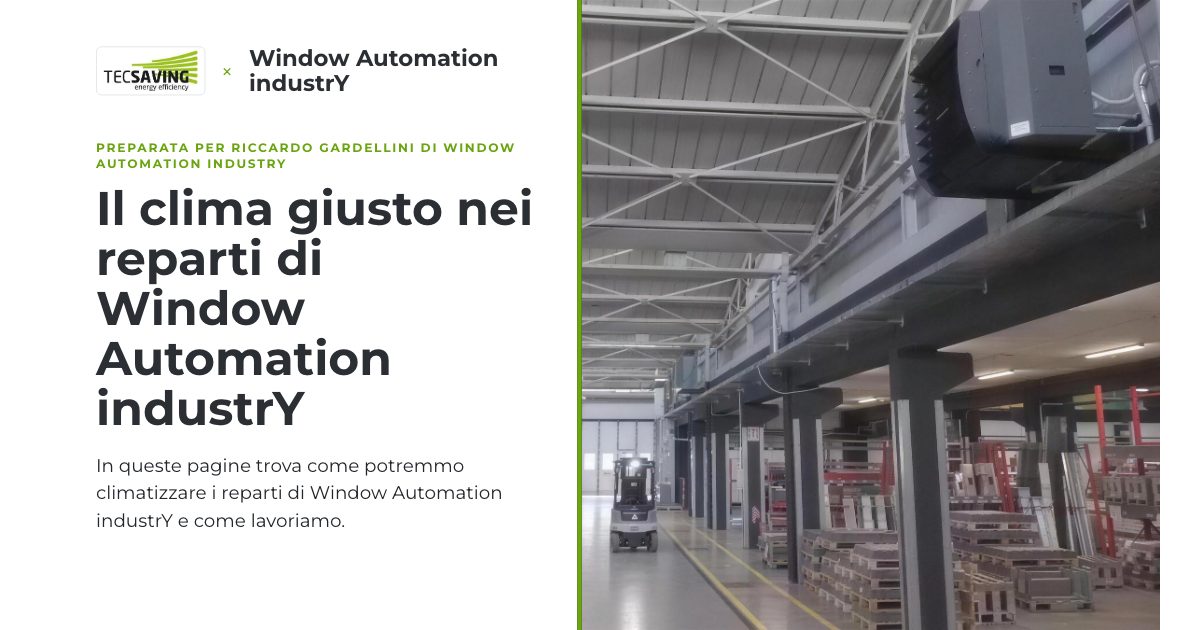 TECSAVING
energy efficiency
×
Window Automation
industrY
PREPARATA PER RICCARDO GARDELLINI DI WINDOW
AUTOMATION INDUSTRY
Il clima giusto nei
reparti di
Window
Automation
industrY
In queste pagine trova come potremmo
climatizzare i reparti di Window Automation
industrY e come lavoriamo.